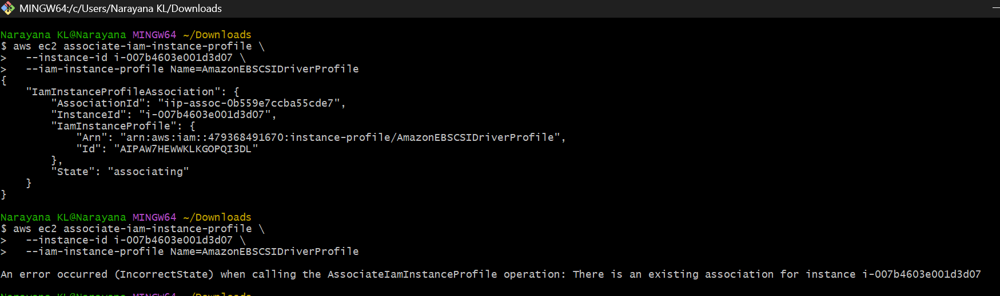 MINGW64:/c/Users/Narayana KL/Downloads
Narayana KL@Narayana MINGW64 ~/Downloads
$ aws ec2 associate-iam-instance-profile \
>   --instance-id i-007b4603e001d3d07 \
>   --iam-instance-profile Name=AmazonEBSCSIDriverProfile
{
    "IamInstanceProfileAssociation": {
        "AssociationId": "iip-assoc-0b559e7ccba55cde7",
        "InstanceId": "i-007b4603e001d3d07",
        "IamInstanceProfile": {
            "Arn": "arn:aws:iam::479368491670:instance-profile/AmazonEBSCSIDriverProfile",
            "Id": "AIPAW7HEWWKLKGOPQI3DL"
        },
        "State": "associating"
    }
}
Narayana KL@Narayana MINGW64 ~/Downloads
$ aws ec2 associate-iam-instance-profile \
>   --instance-id i-007b4603e001d3d07 \
>   --iam-instance-profile Name=AmazonEBSCSIDriverProfile
An error occurred (IncorrectState) when calling the AssociateIamInstanceProfile operation: There is an existing association for instance i-007b4603e001d3d07
Narayana KL@Narayana MINGW64 ~/Downloads